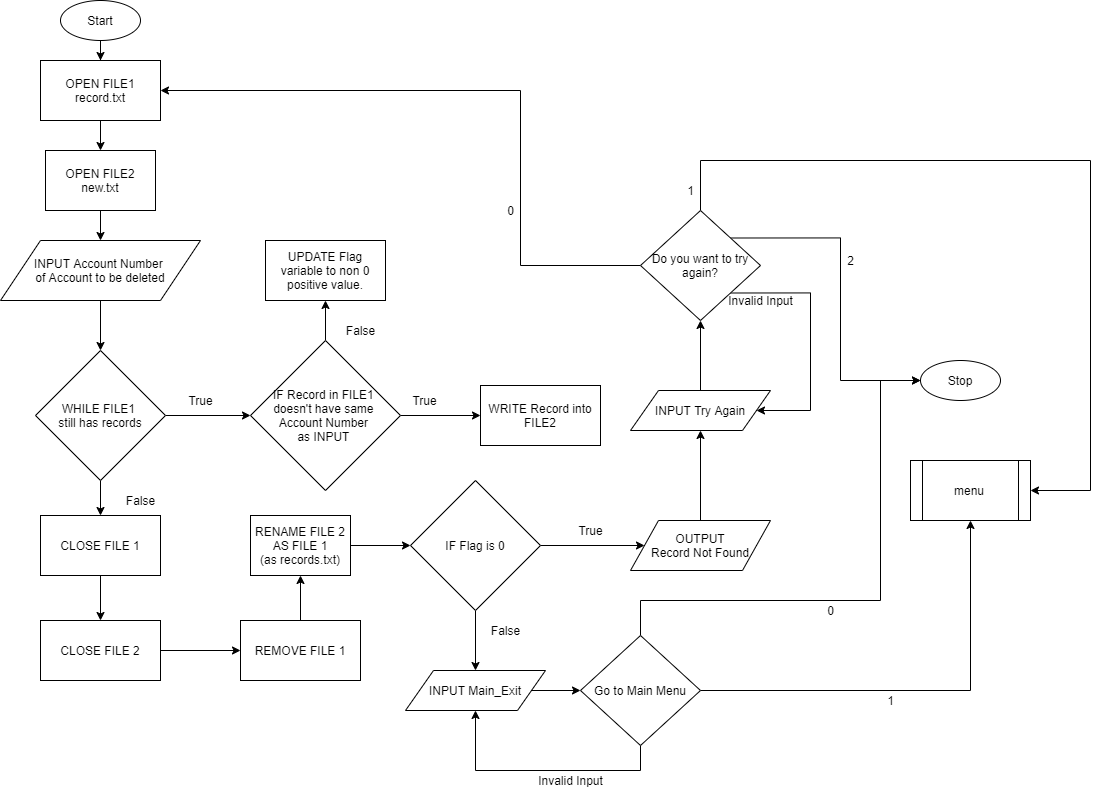 Start
OPEN FILE1
record.txt
OPEN FILE2
new.txt
INPUT Account Number
of Account to be deleted
WHILE FILE1
still has records
True
False
IF Record in FILE1
doesn't have same
Account Number
as INPUT
False
UPDATE Flag
variable to non 0
positive value.
True
WRITE Record into
FILE2
CLOSE FILE 1
CLOSE FILE 2
REMOVE FILE 1
RENAME FILE 2
AS FILE 1
(as records.txt)
IF Flag is 0
True
OUTPUT
Record Not Found
INPUT Try Again
Do you want to try
again?
0
1
2
Invalid Input
Stop
menu
False
INPUT Main_Exit
Go to Main Menu
0
1
Invalid Input